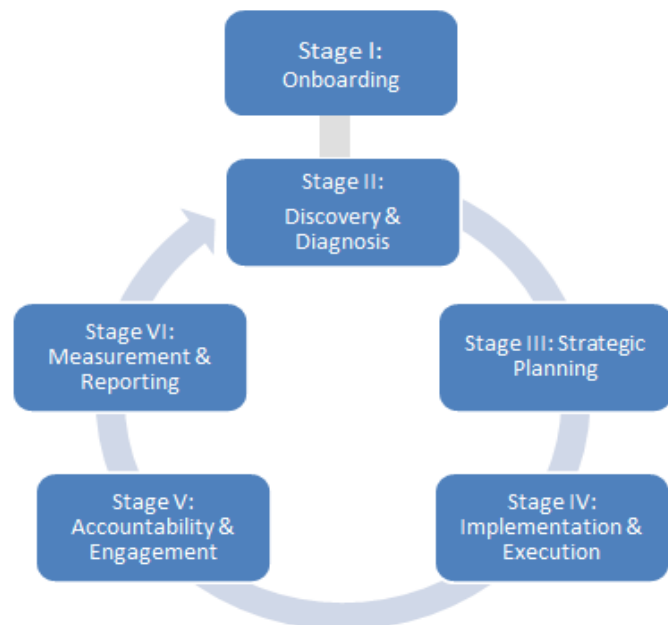 Stage I:
Onboarding
Stage II:
Discovery &
Diagnosis
Stage III: Strategic
Planning
Stage IV:
Implementation &
Execution
Stage V:
Accountability &
Engagement
Stage VI:
Measurement &
Reporting